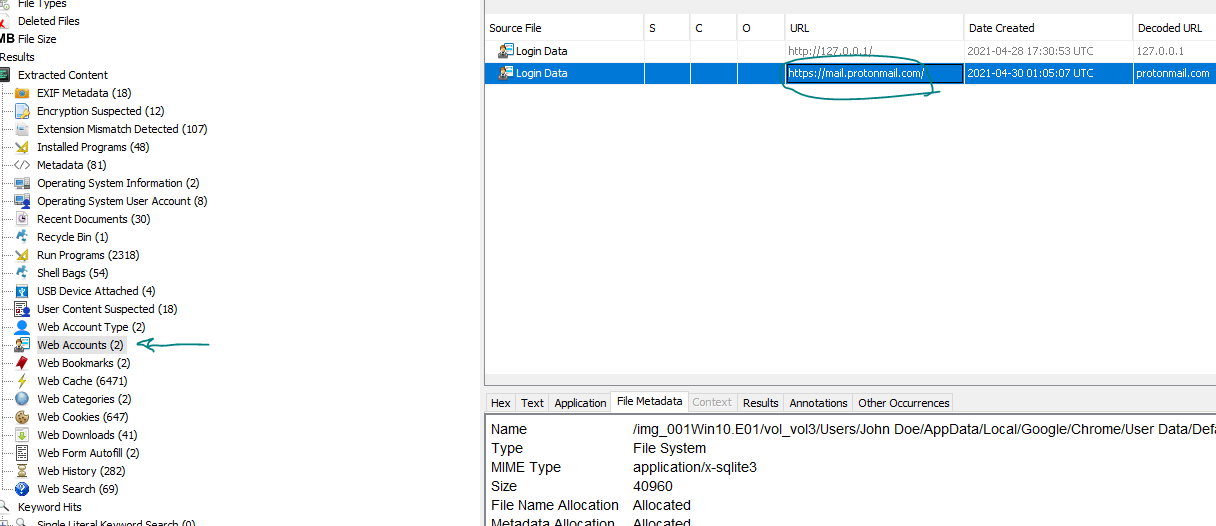 File Types
Deleted Files
MB File Size
Results
Extracted Content
EXIF Metadata (18)
Encryption Suspected (12)
Extension Mismatch Detected (107)
Installed Programs (48)
Metadata (81)
Operating System Information (2)
Operating System User Account (8)
Recent Documents (30)
Recycle Bin (1)
Run Programs (2318)
Shell Bags (54)
USB Device Attached (4)
User Content Suspected (18)
Web Account Type (2)
Web Accounts (2)
Web Bookmarks (2)
Web Cache (6471)
Web Categories (2)
Web Cookies (647)
Web Downloads (41)
Web Form Autofill (2)
Web History (282)
Web Search (69)
Keyword Hits
Single Literal Keyword Search (0)
Source File S C O URL Date Created Decoded URL
Login Data http://127.0.0.1/ 2021-04-28 17:30:53 UTC 127.0.0.1
Login Data https://mail.protonmail.com/ 2021-04-30 01:05:07 UTC protonmail.com
Hex Text Application File Metadata Context Results Annotations Other Occurrences
Name /img_001Win10.E01/vol_vol3/Users/John Doe/AppData/Local/Google/Chrome/User Data/Defa
Type File System
MIME Type application/x-sqlite3
Size 40960
File Name Allocation Allocated
Metadata Allocation Allocated